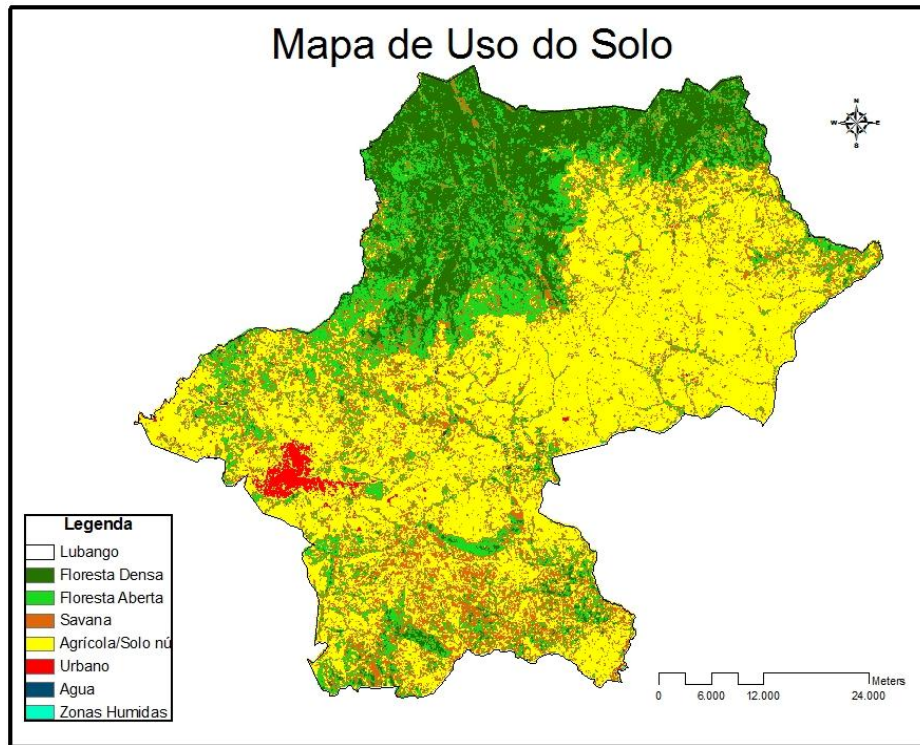 Mapa de Uso do Solo
N
W E
S
Legenda
Lubango
Floresta Densa
Floresta Aberta
Savana
Agrícola/Solo nú
Urbano
Agua
Zonas Humidas
Meters
0 6.000 12.000 24.000